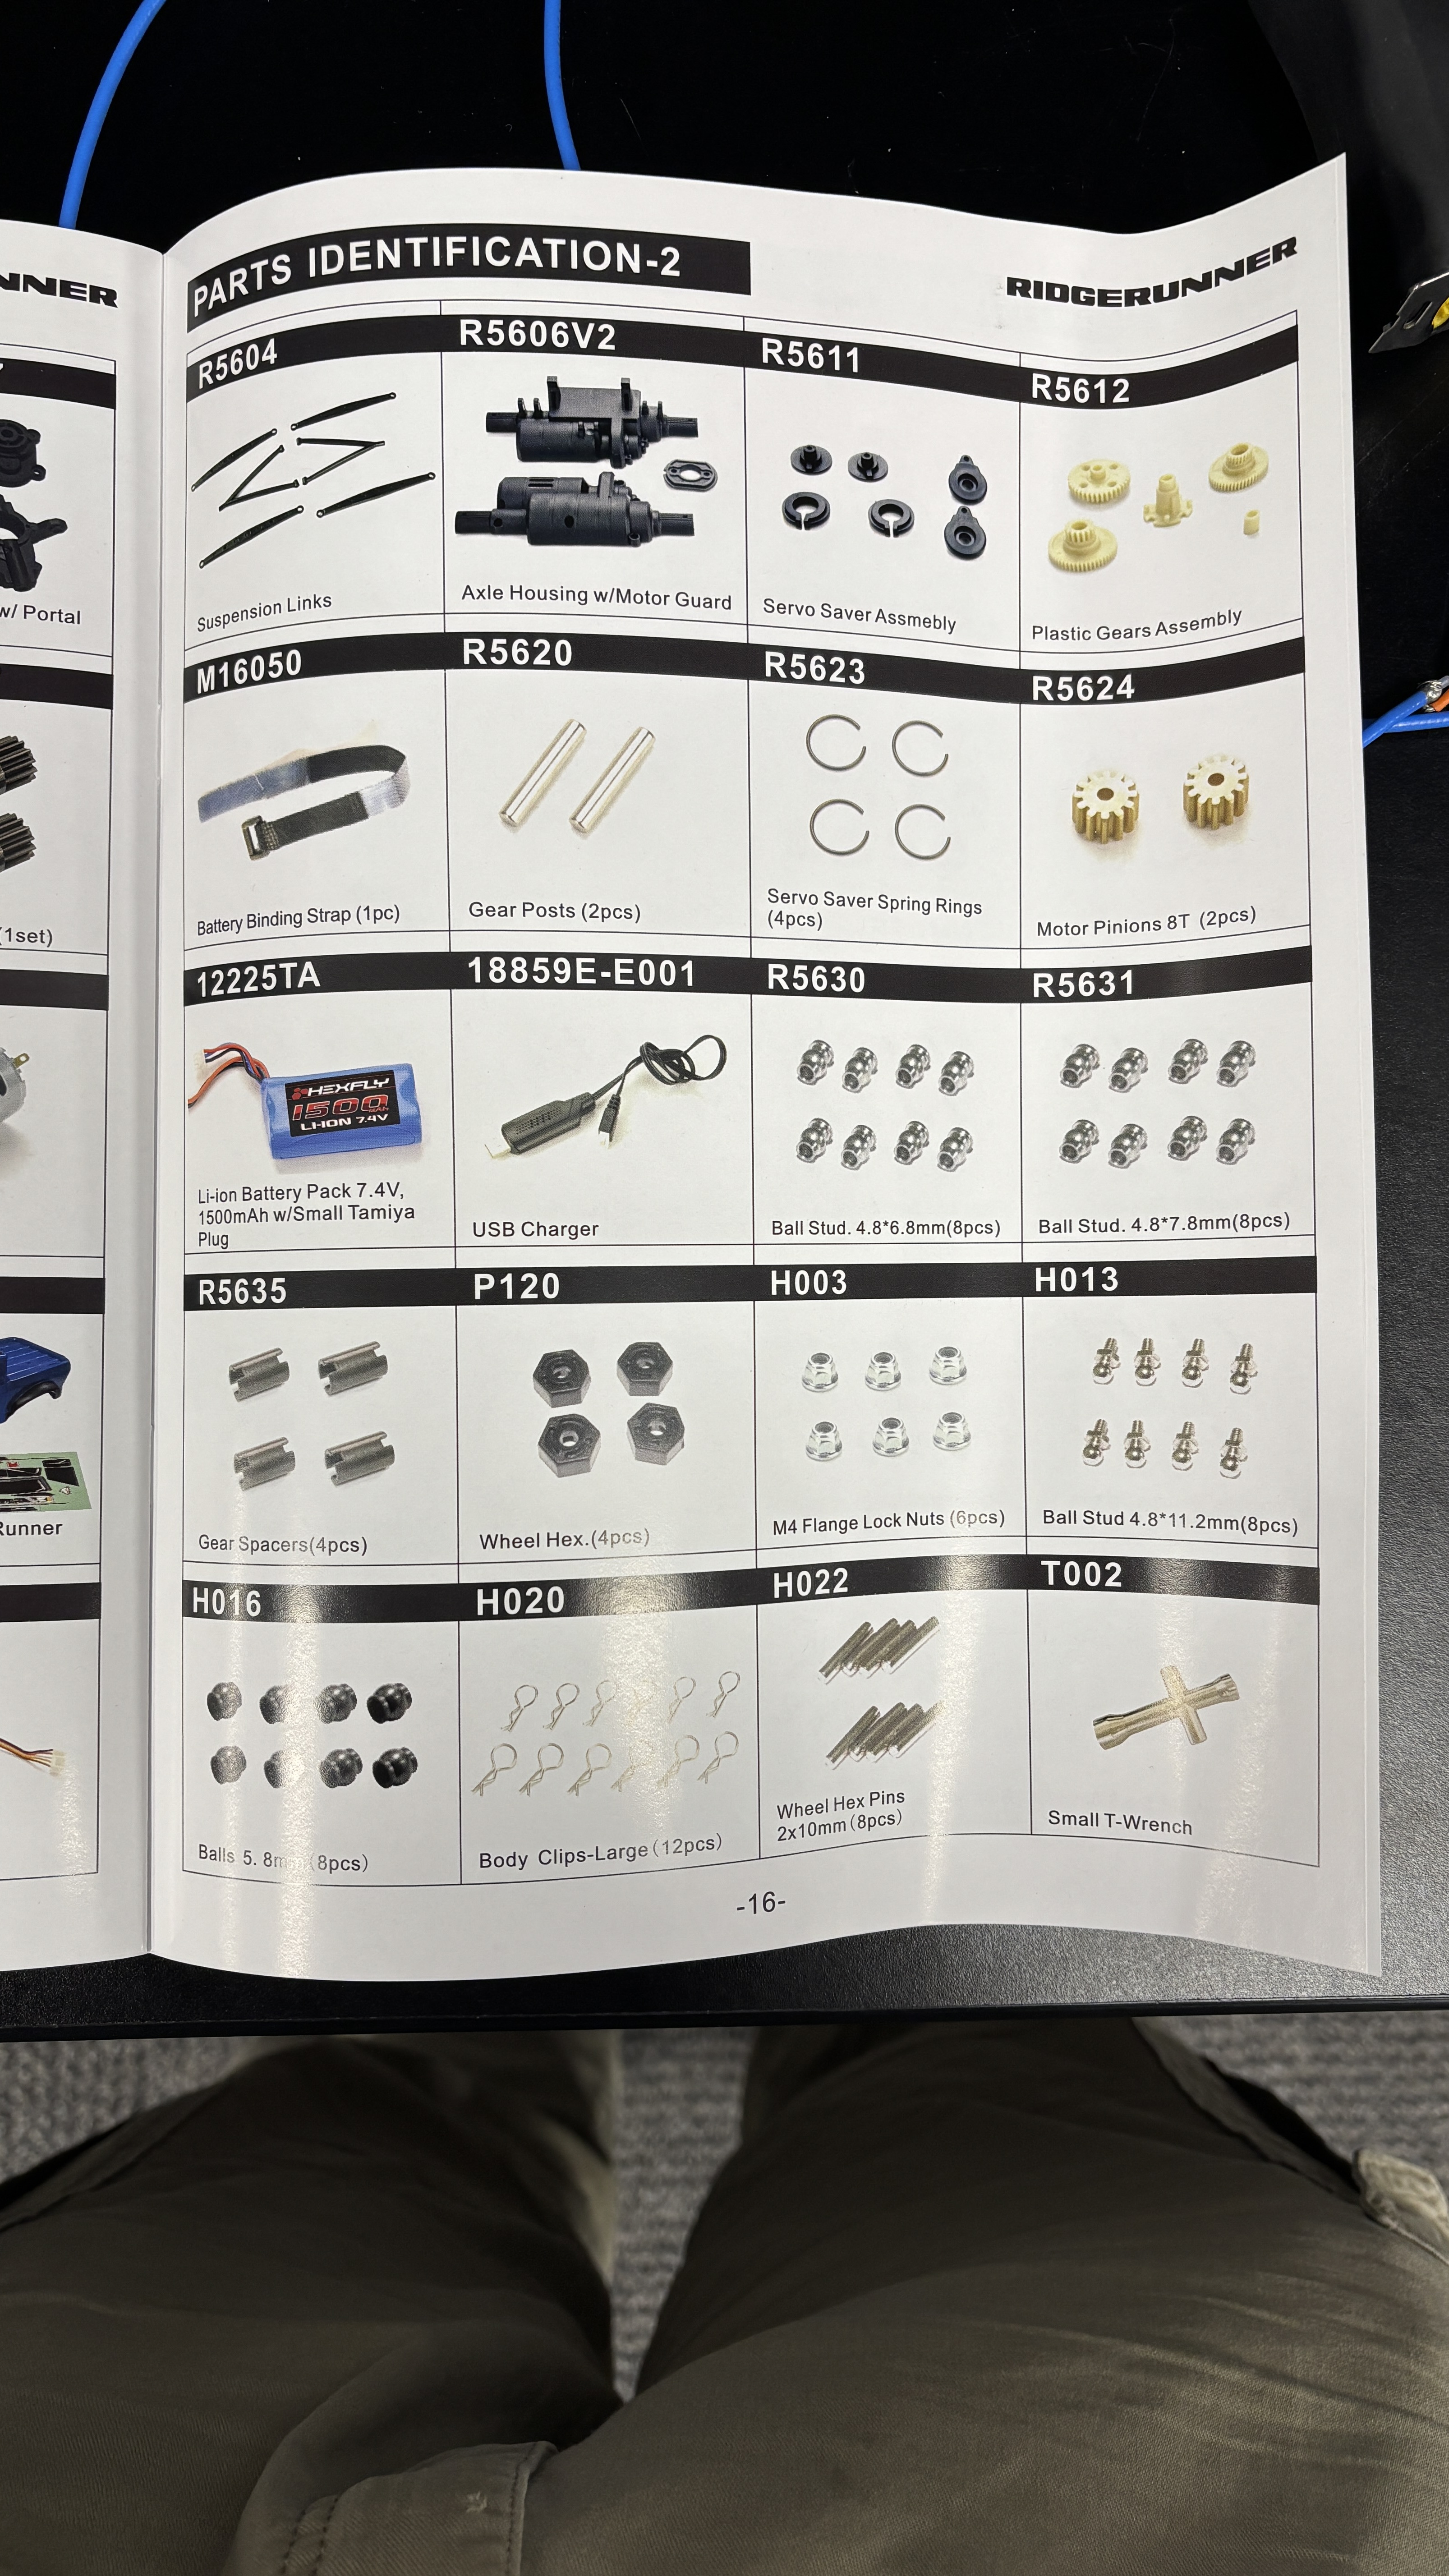 NNER
w/ Portal
(1set)
Runner
PARTS IDENTIFICATION-2
RIDGERUNNER
R5604
R5606V2
R5611
R5612
Suspension Links
Axle Housing w/Motor Guard
Servo Saver Assmebly
Plastic Gears Assembly
M16050
R5620
R5623
R5624
Battery Binding Strap (1pc)
Gear Posts (2pcs)
Servo Saver Spring Rings
(4pcs)
Motor Pinions 8T (2pcs)
12225TA
18859E-E001
R5630
R5631
HEXFLY
1500 mAh
LI-ION 7.4V
Li-ion Battery Pack 7.4V,
1500mAh w/Small Tamiya
Plug
USB Charger
Ball Stud. 4.8*6.8mm(8pcs)
Ball Stud. 4.8*7.8mm(8pcs)
R5635
P120
H003
H013
Gear Spacers(4pcs)
Wheel Hex.(4pcs)
M4 Flange Lock Nuts (6pcs)
Ball Stud 4.8*11.2mm(8pcs)
H016
H020
H022
T002
Balls 5. 8mm (8pcs)
Body Clips-Large (12pcs)
Wheel Hex Pins
2x10mm (8pcs)
Small T-Wrench
-16-